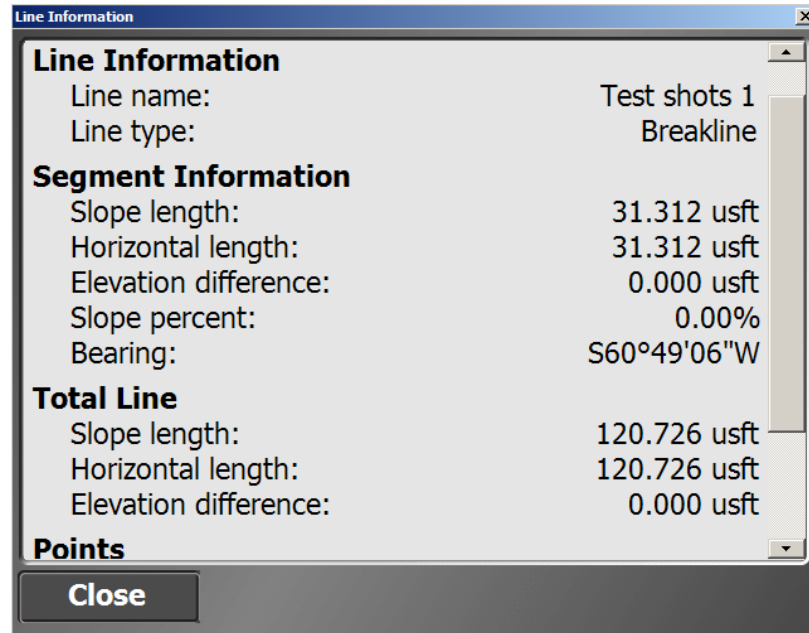 Line Information
Line Information
Line name: Test shots 1
Line type: Breakline
Segment Information
Slope length: 31.312 usft
Horizontal length: 31.312 usft
Elevation difference: 0.000 usft
Slope percent: 0.00%
Bearing: S60°49'06"W
Total Line
Slope length: 120.726 usft
Horizontal length: 120.726 usft
Elevation difference: 0.000 usft
Points
Close